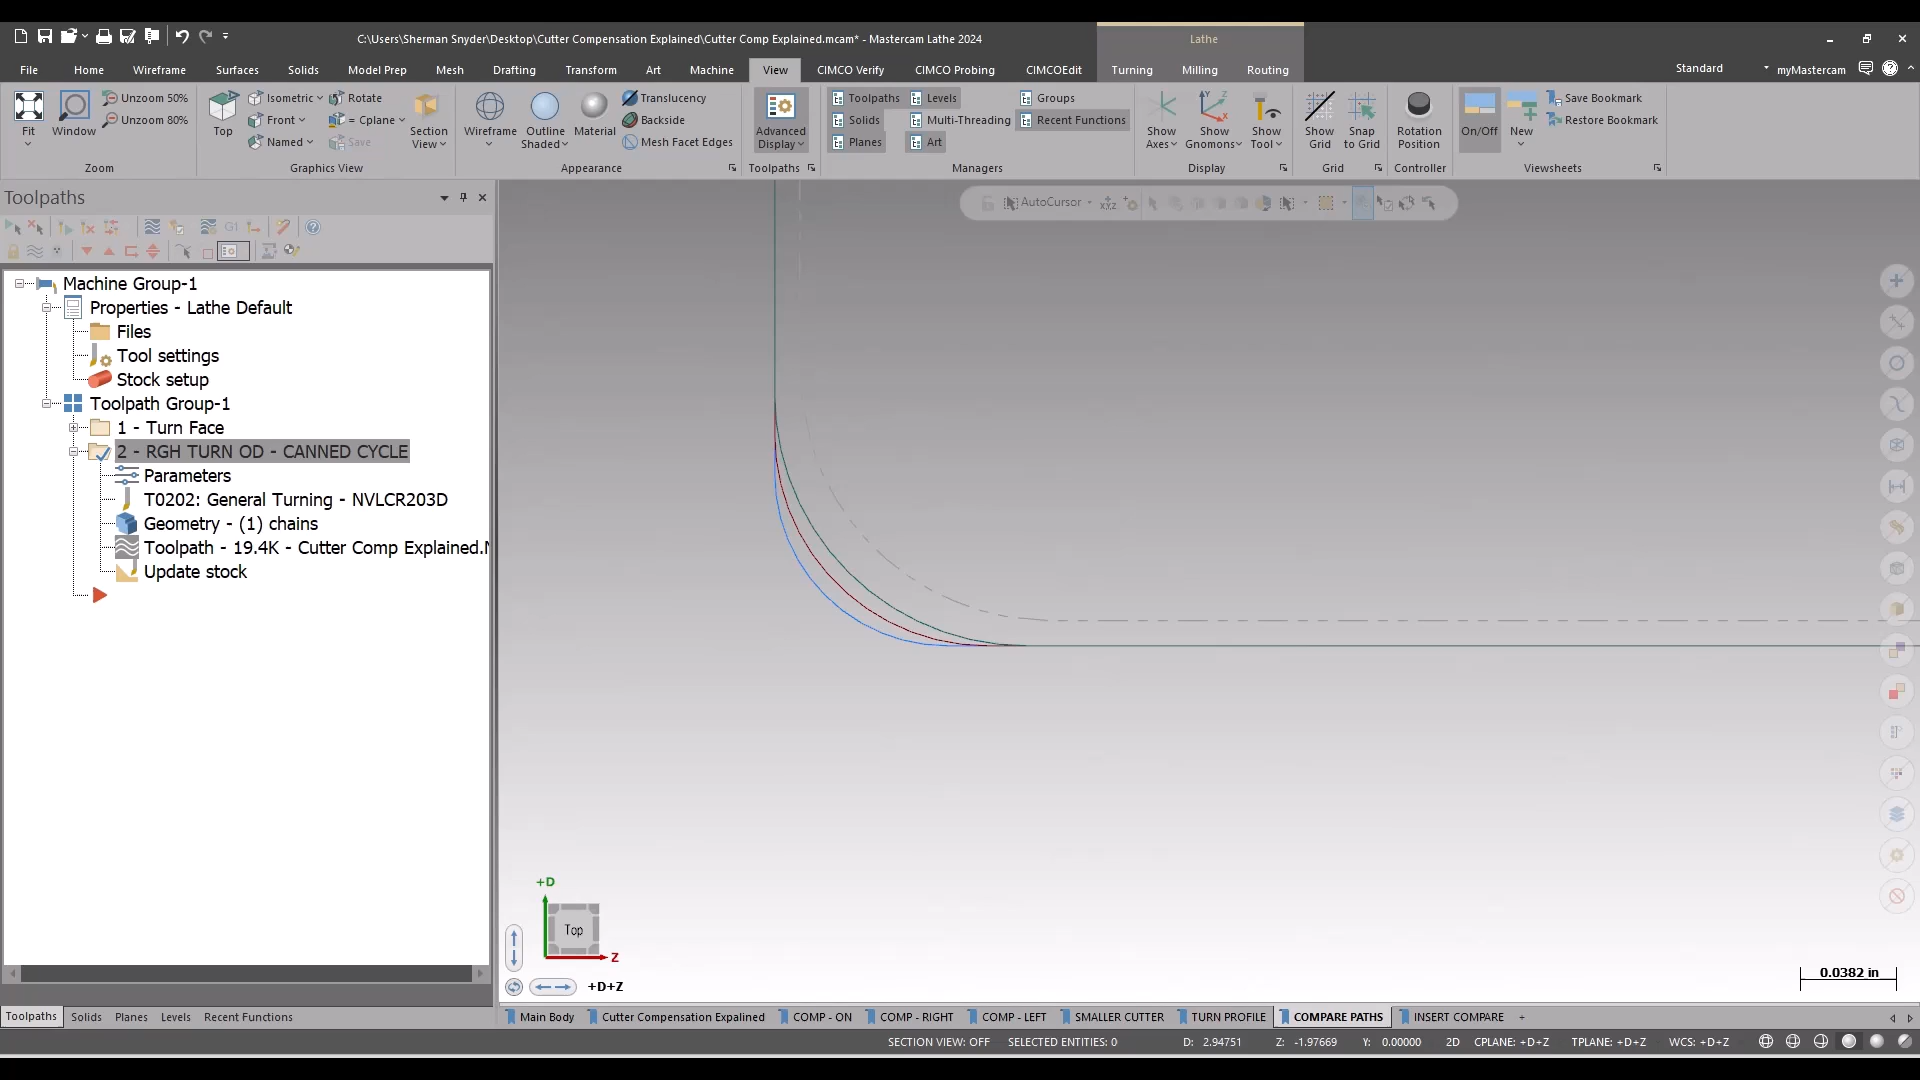 C:\Users\Sherman Snyder\Desktop\Cutter Compensation Explained\Cutter Comp Explained.mcam* - Mastercam Lathe 2024
Lathe
File Home Wireframe Surfaces Solids Model Prep Mesh Drafting Transform Art Machine View CIMCO Verify CIMCO Probing CIMCOEdit Turning Milling Routing
Standard myMastercam
Fit
Window
Unzoom 50%
Unzoom 80%
Zoom
Top
Isometric
Front
Named
Rotate
= Cplane
Save
Section View
Graphics View
Wireframe
Outline Shaded
Material
Translucency
Backside
Mesh Facet Edges
Appearance
Advanced Display
Toolpaths
Toolpaths
Solids
Planes
Levels
Multi-Threading
Art
Groups
Recent Functions
Managers
Show Axes
Show Gnomons
Show Tool
Display
Show Grid
Snap to Grid
Grid
Rotation Position
Controller
On/Off
New
Save Bookmark
Restore Bookmark
Viewsheets
Toolpaths
AutoCursor
G1
Machine Group-1
Properties - Lathe Default
Files
Tool settings
Stock setup
Toolpath Group-1
1 - Turn Face
2 - RGH TURN OD - CANNED CYCLE
Parameters
T0202: General Turning - NVLCR203D
Geometry - (1) chains
Toolpath - 19.4K - Cutter Comp Explained.
Update stock
+D
Top
Z
+D+Z
0.0382 in
Toolpaths Solids Planes Levels Recent Functions
Main Body Cutter Compensation Expalined COMP - ON COMP - RIGHT COMP - LEFT SMALLER CUTTER TURN PROFILE COMPARE PATHS INSERT COMPARE +
SECTION VIEW: OFF SELECTED ENTITIES: 0 D: 2.94751 Z: -1.97669 Y: 0.00000 2D CPLANE: +D+Z TPLANE: +D+Z WCS: +D+Z